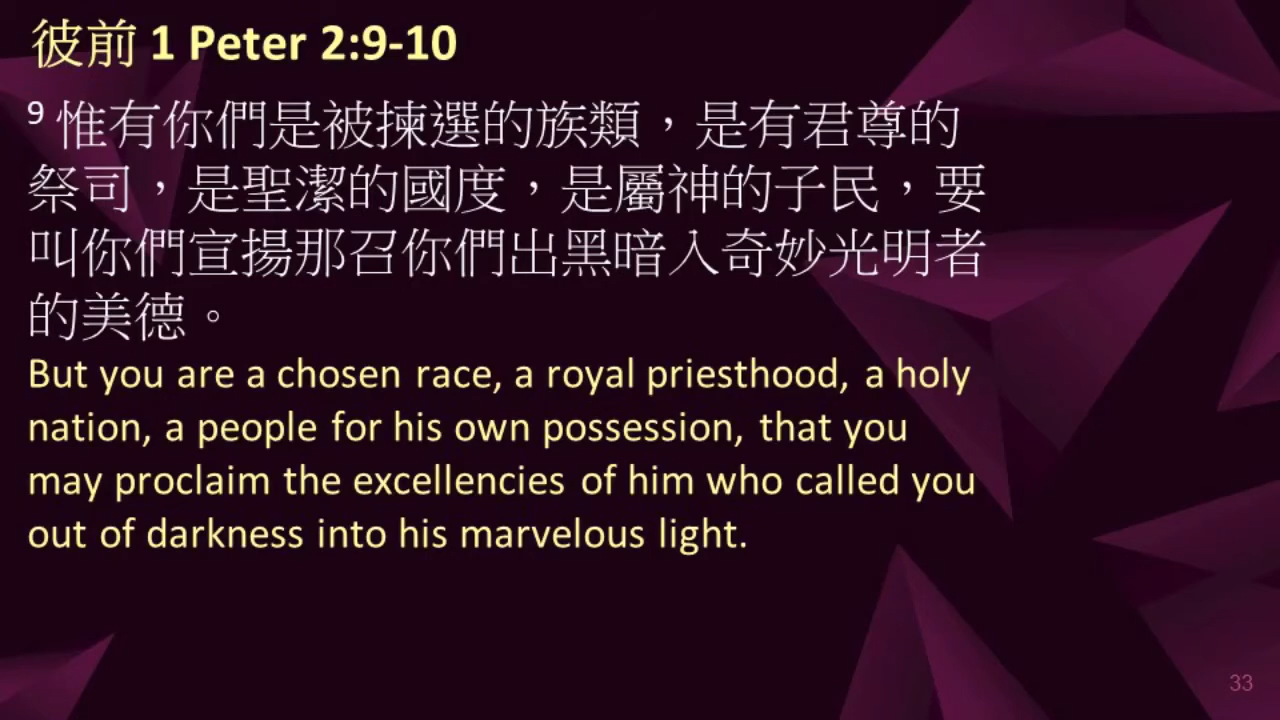 彼前 1 Peter 2:9-10
9 惟有你們是被揀選的族類，是有君尊的
祭司，是聖潔的國度，是屬神的子民，要
叫你們宣揚那召你們出黑暗入奇妙光明者
的美德。
But you are a chosen race, a royal priesthood, a holy
nation, a people for his own possession, that you
may proclaim the excellencies of him who called you
out of darkness into his marvelous light.
33